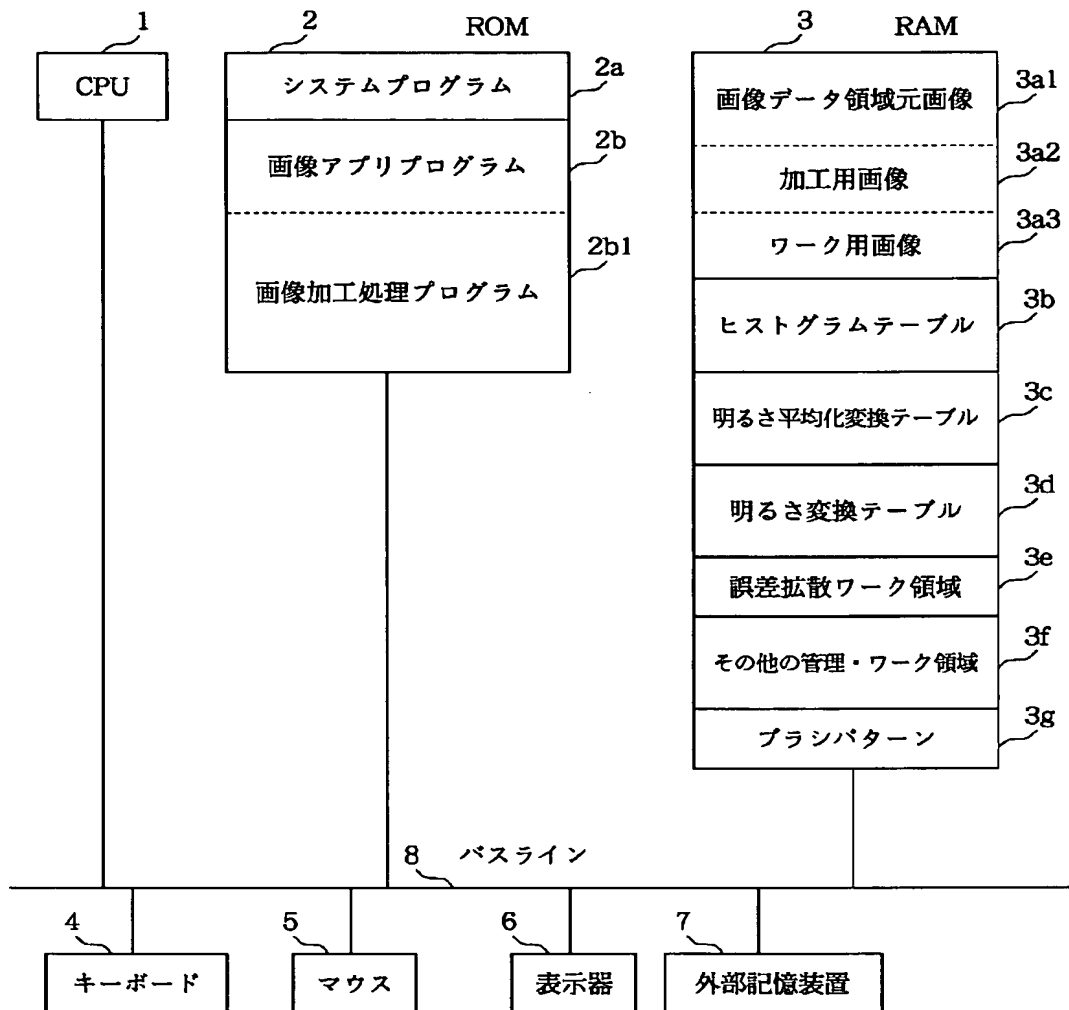 1
CPU
2
ROM
システムプログラム
2a
画像アプリプログラム
2b
画像加工処理プログラム
2b1
3
RAM
画像データ領域元画像
3a1
加工用画像
3a2
ワーク用画像
3a3
ヒストグラムテーブル
3b
明るさ平均化変換テーブル
3c
明るさ変換テーブル
3d
誤差拡散ワーク領域
3e
その他の管理・ワーク領域
3f
ブラシパターン
3g
8
バスライン
4
キーボード
5
マウス
6
表示器
7
外部記憶装置